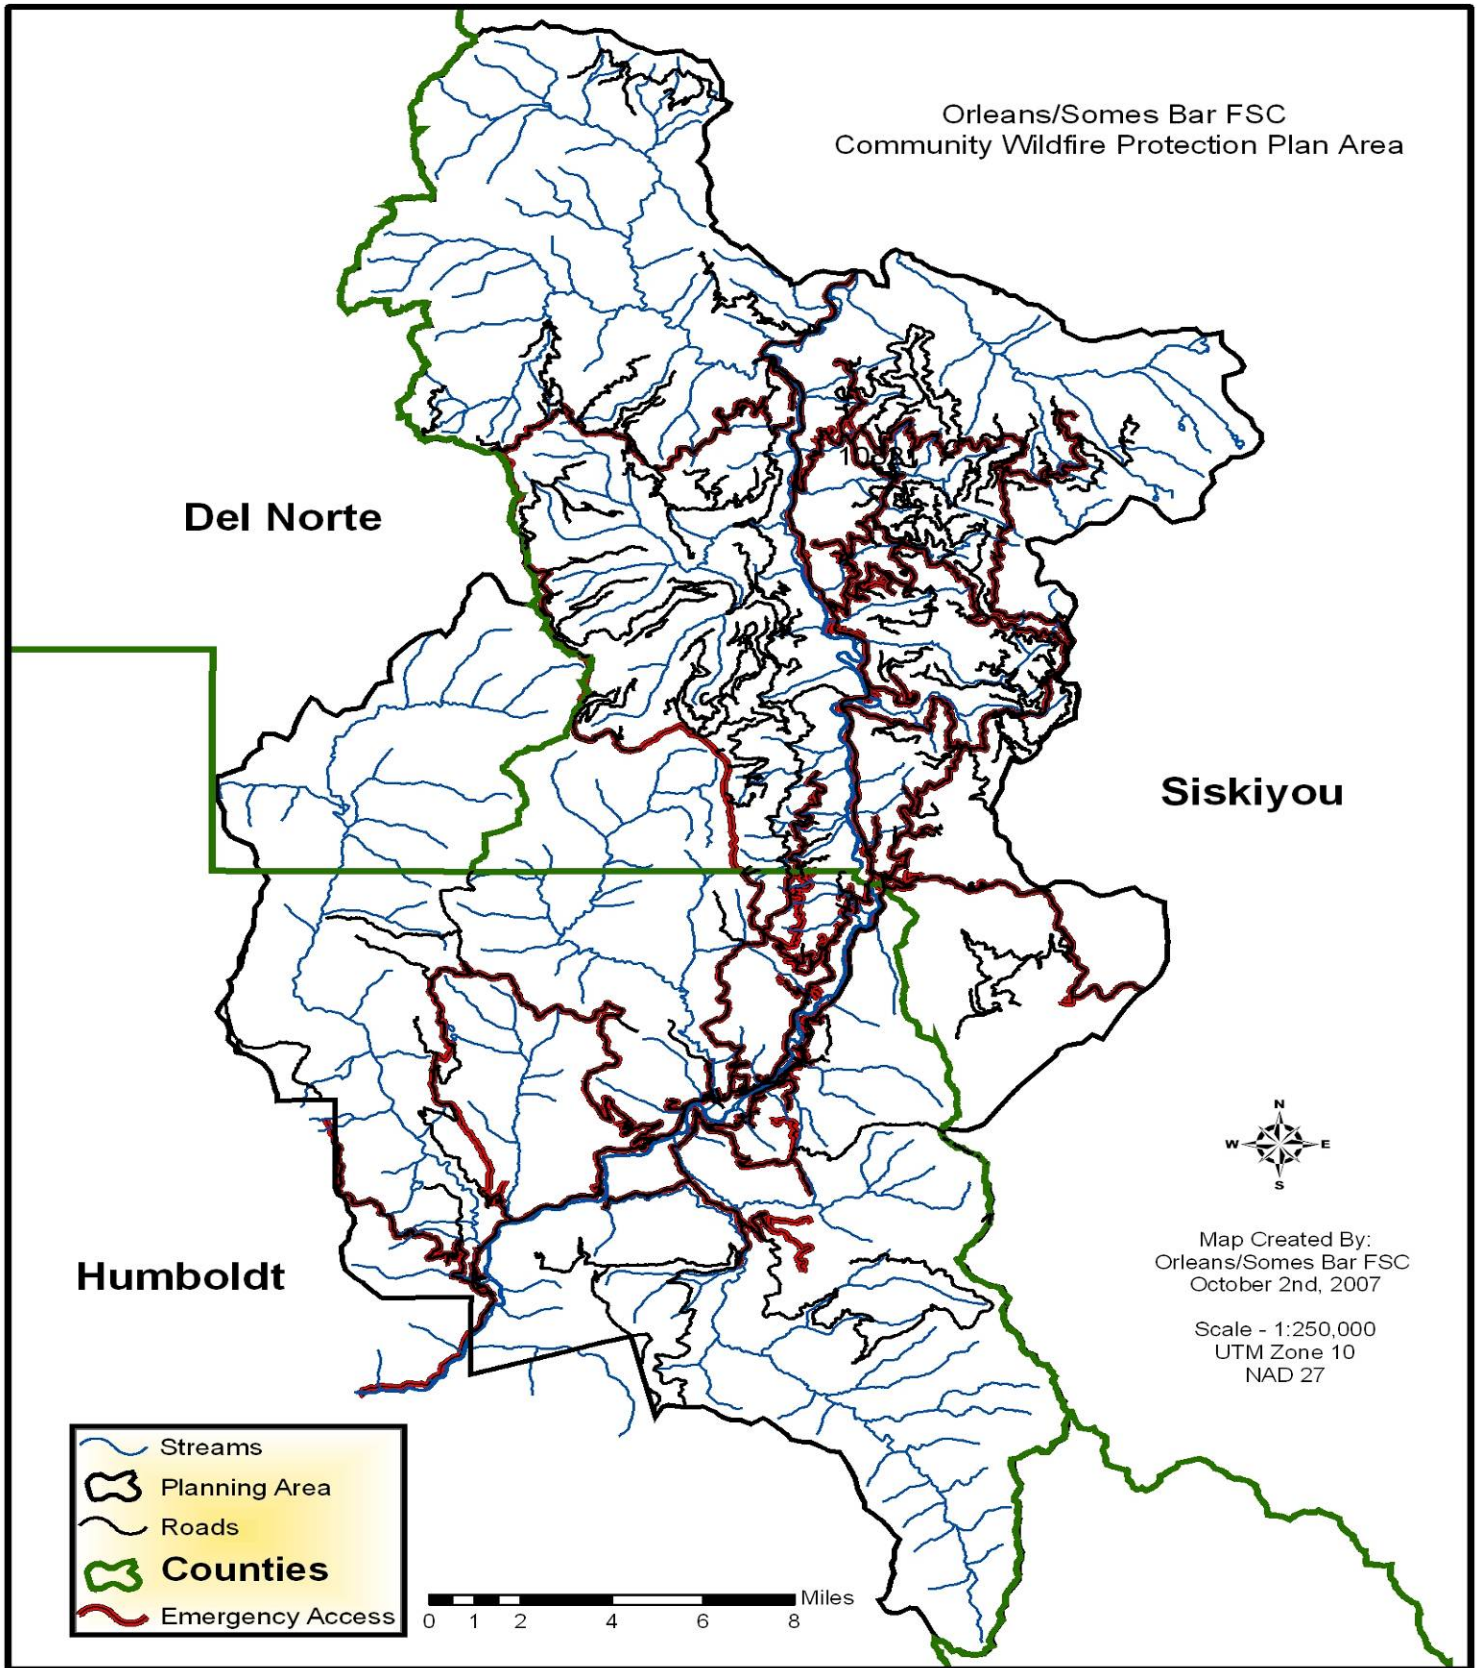 Orleans/Somes Bar FSC
Community Wildfire Protection Plan Area
Del Norte
Siskiyou
Humboldt
N
W E
S
Map Created By:
Orleans/Somes Bar FSC
October 2nd, 2007
Scale - 1:250,000
UTM Zone 10
NAD 27
Streams
Planning Area
Roads
Counties
Emergency Access
Miles
0 1 2 4 6 8